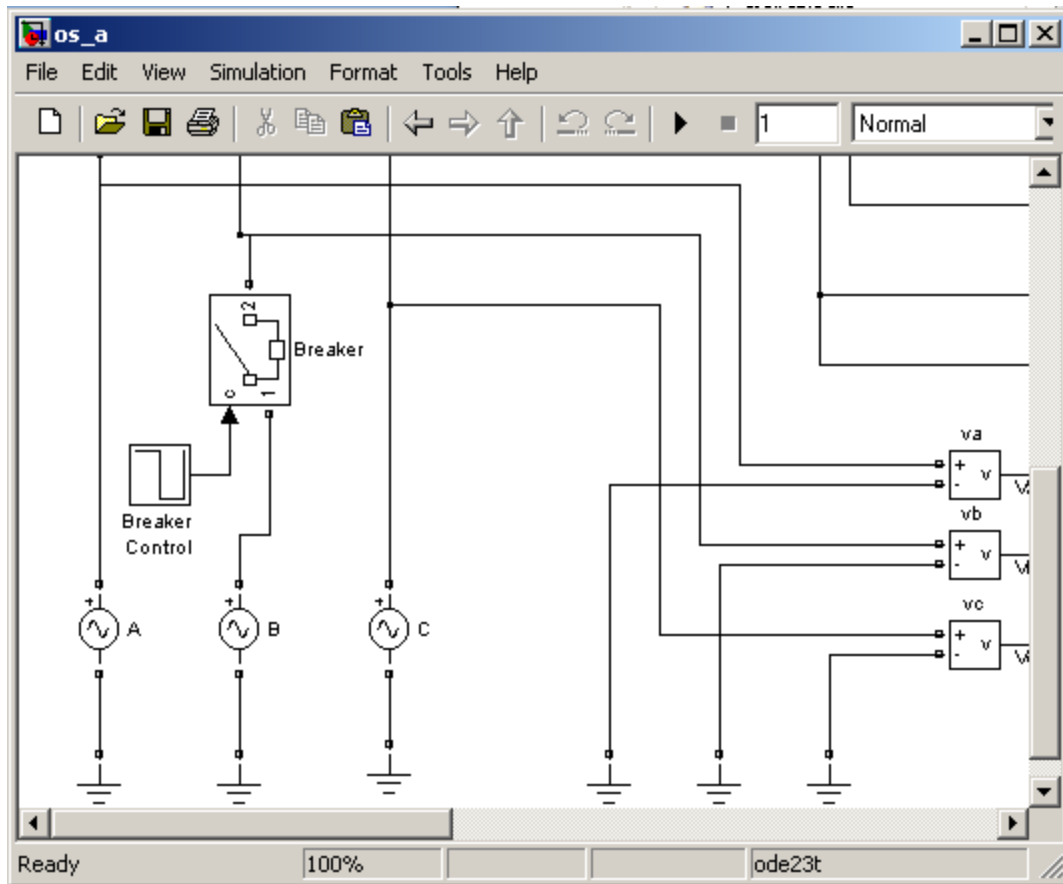 os_a
File Edit View Simulation Format Tools Help
1 Normal
2
Breaker
c 1
va
+ v
-
Breaker
Control
vb
+ v
-
vc
+ v
-
+ A
+ B
+ C
Ready 100% ode23t